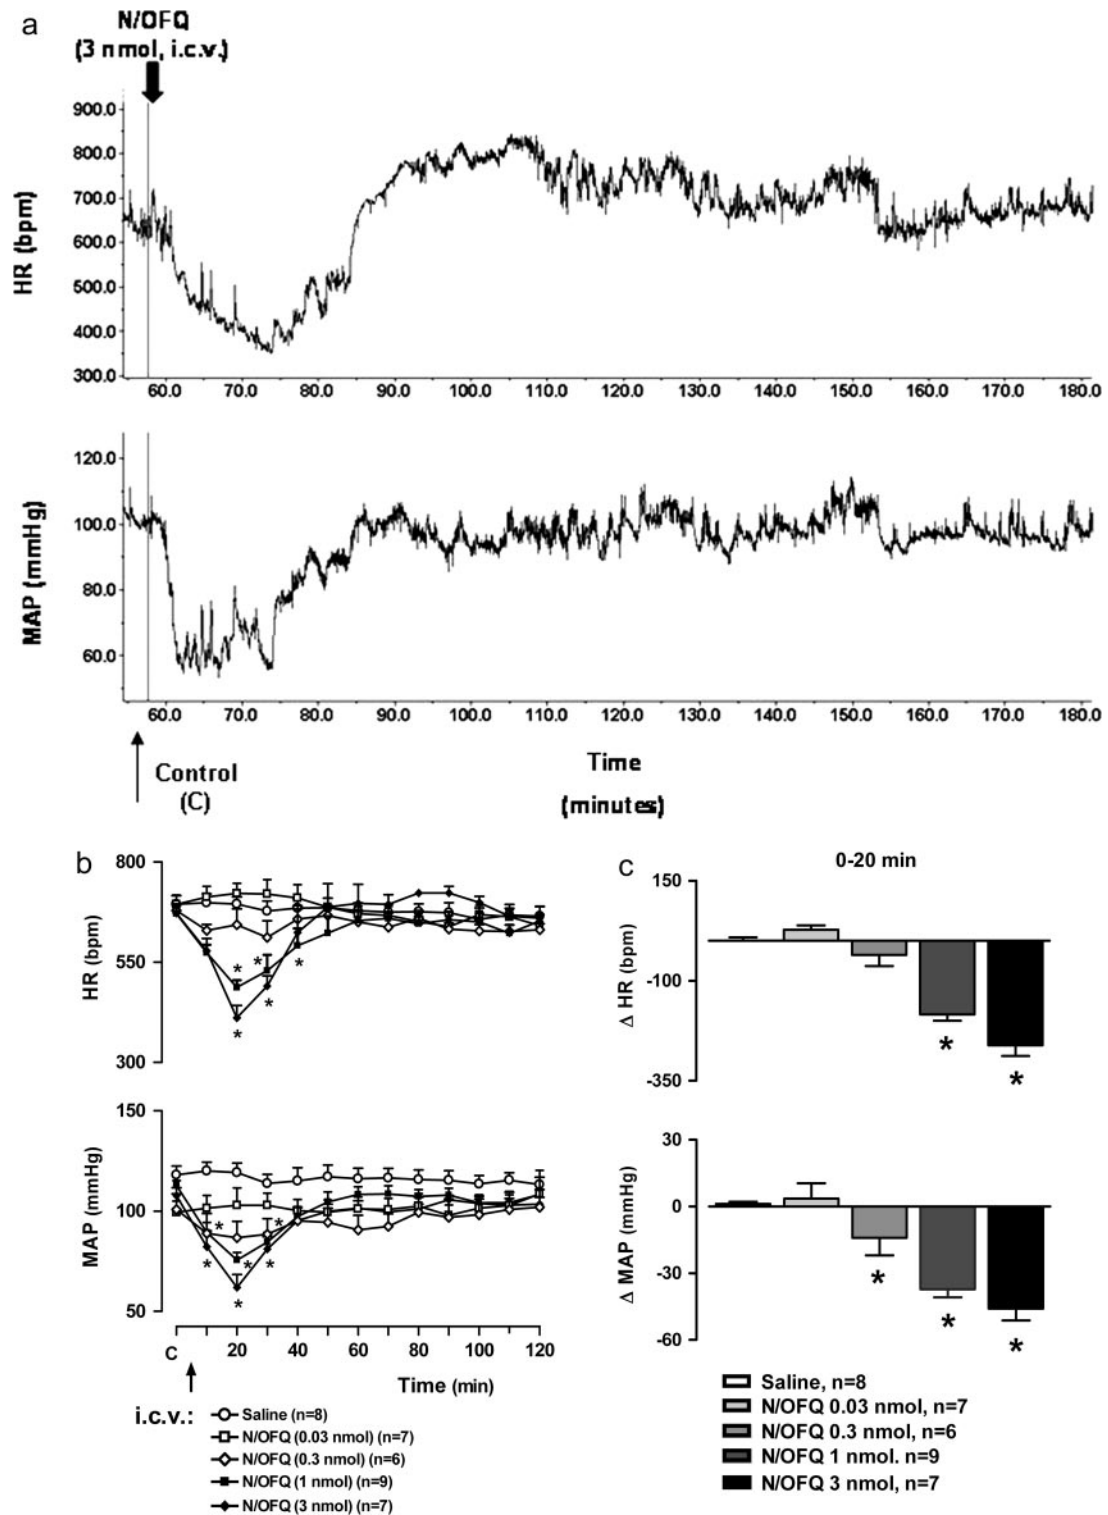 a
N/OFQ
(3 nmol, i.c.v.)
900.0
800.0
700.0
600.0
500.0
400.0
300.0
HR (bpm)
60.0 70.0 80.0 90.0 100.0 110.0 120.0 130.0 140.0 150.0 160.0 170.0 180.0
120.0
100.0
80.0
60.0
MAP (mmHg)
60.0 70.0 80.0 90.0 100.0 110.0 120.0 130.0 140.0 150.0 160.0 170.0 180.0
Control
(C)
Time
(minutes)
b
800
550
300
HR (bpm)
* * *
*
*
150
100
50
MAP (mmHg)
* *
* * *
*
C 20 40 60 80 100 120
Time (min)
i.c.v.:
Saline (n=8)
N/OFQ (0.03 nmol) (n=7)
N/OFQ (0.3 nmol) (n=6)
N/OFQ (1 nmol) (n=9)
N/OFQ (3 nmol) (n=7)
c
0-20 min
150
-100
-350
Δ HR (bpm)
*
*
30
0
-30
-60
Δ MAP (mmHg)
*
*
*
Saline, n=8
N/OFQ 0.03 nmol, n=7
N/OFQ 0.3 nmol, n=6
N/OFQ 1 nmol. n=9
N/OFQ 3 nmol, n=7